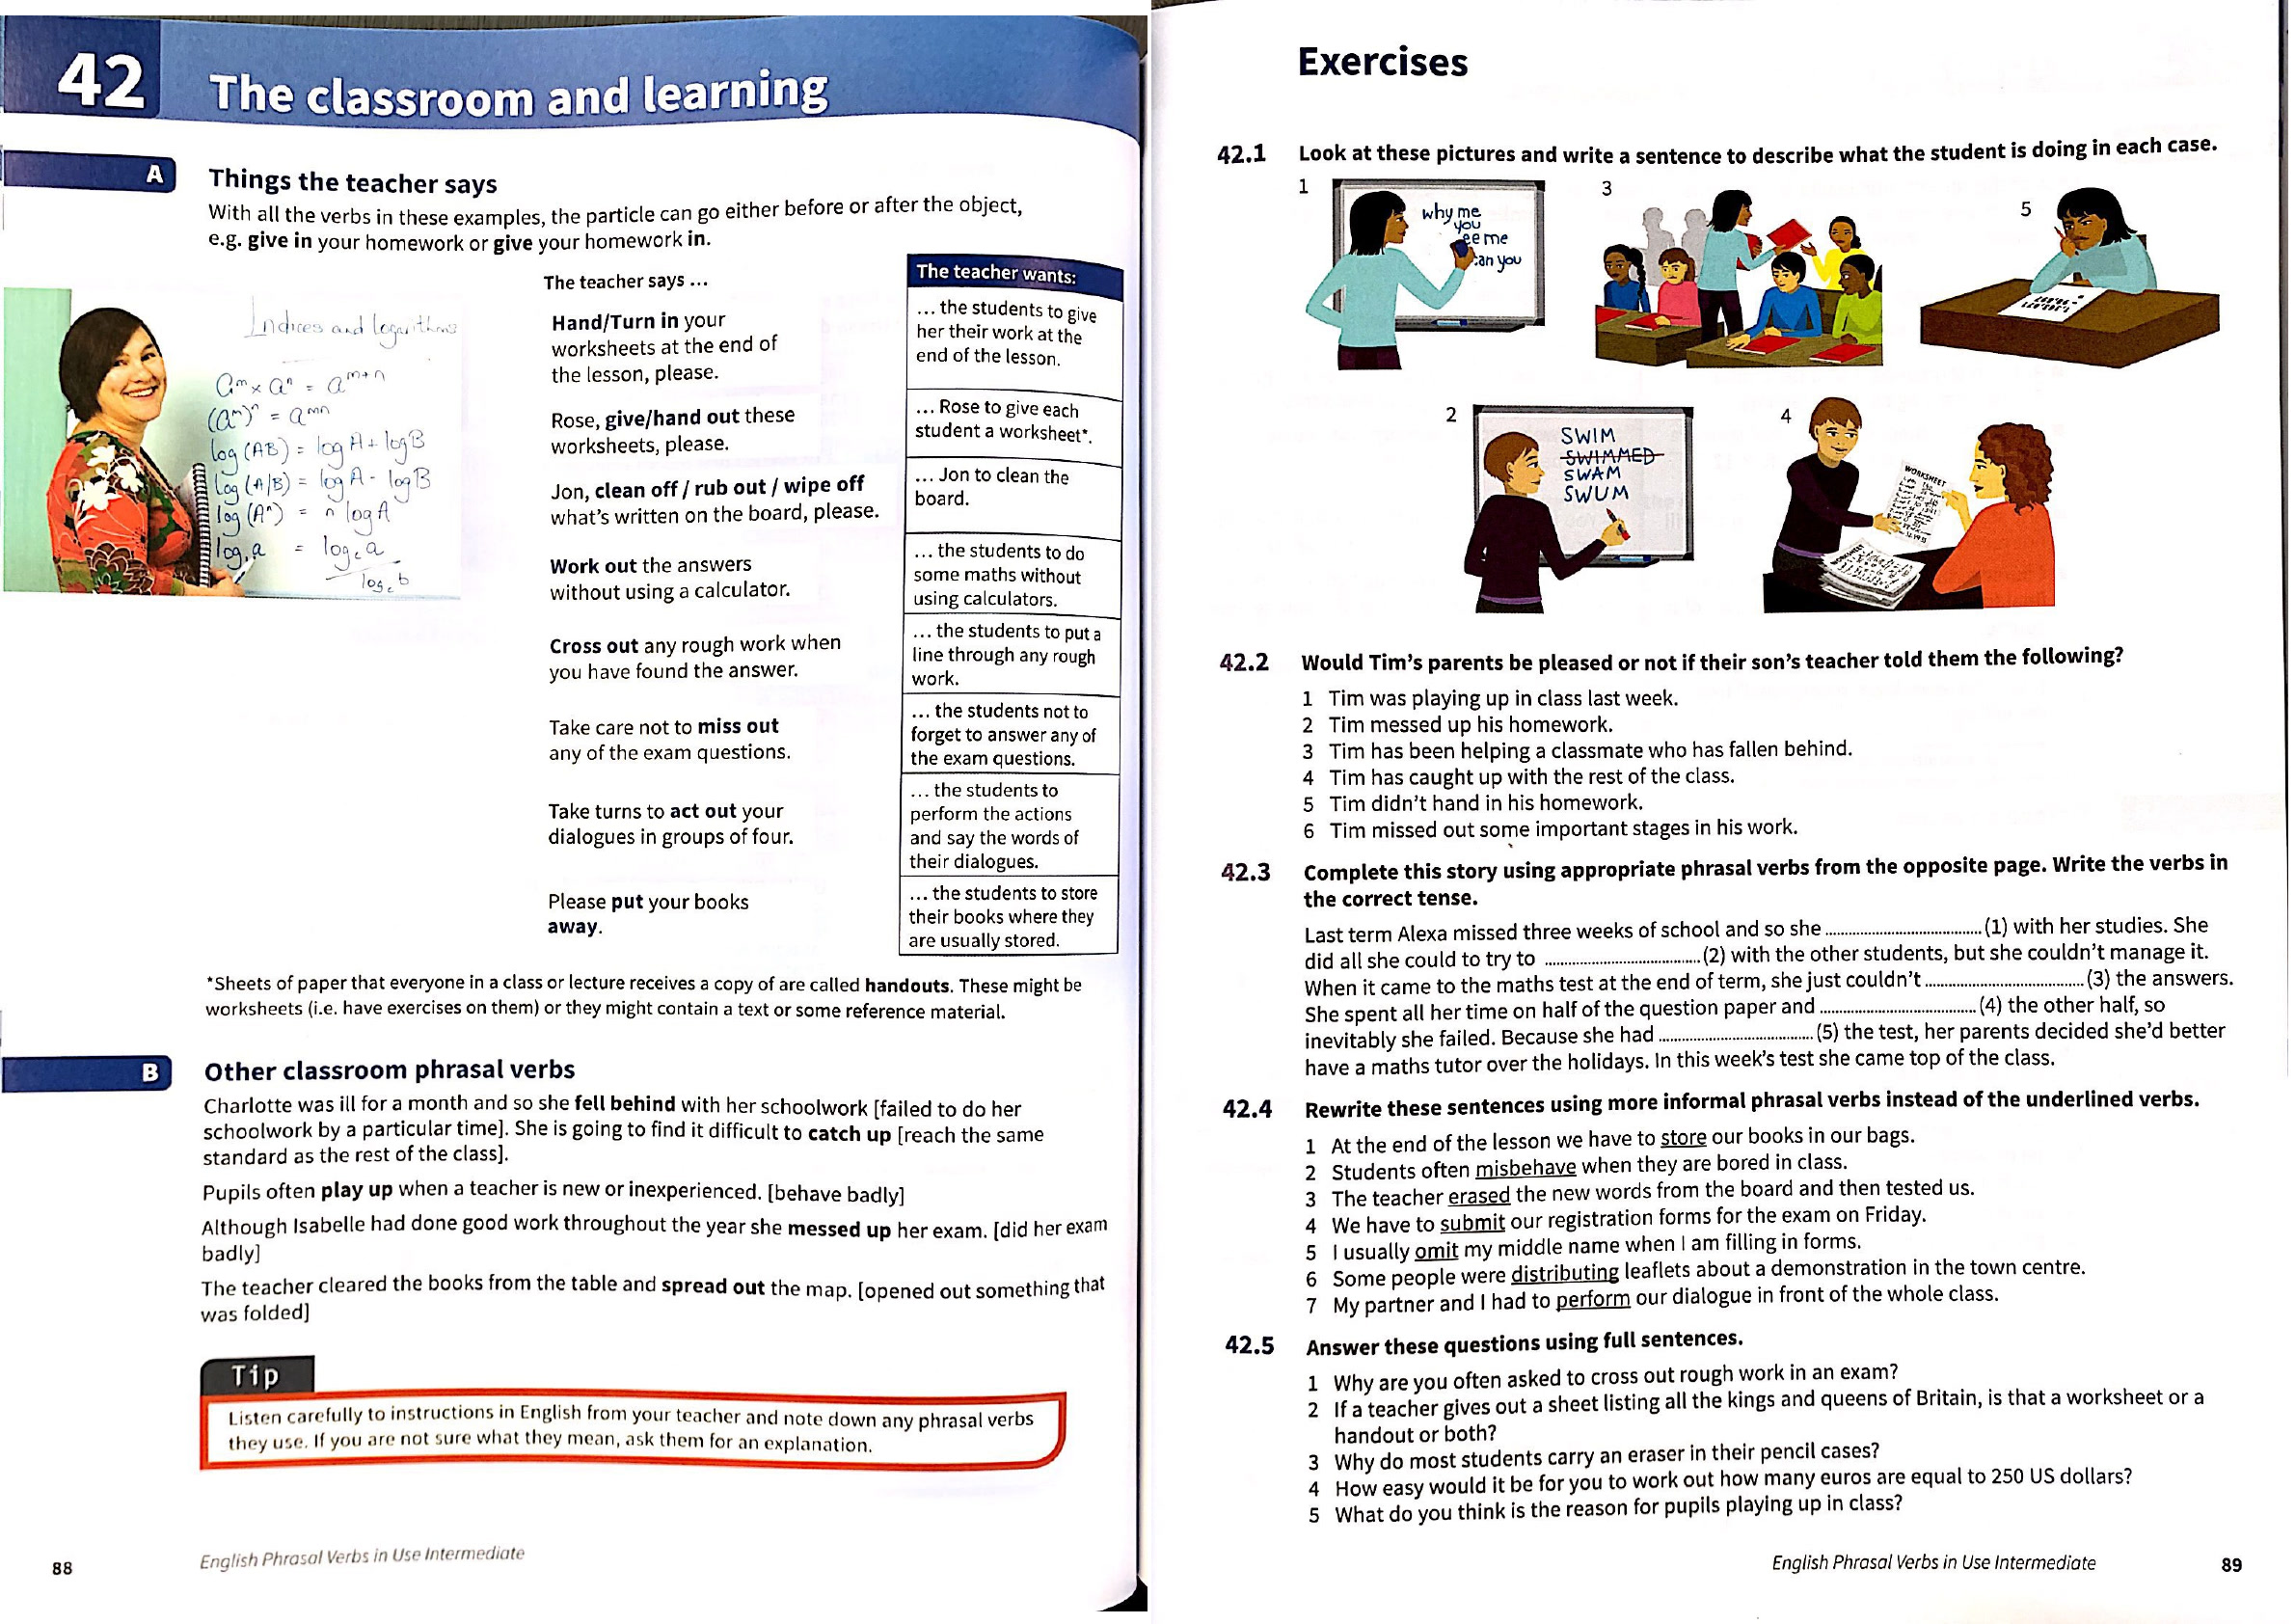 42
The classroom and learning
A
Things the teacher says
With all the verbs in these examples, the particle can go either before or after the object,
e.g. give in your homework or give your homework in.
Indices and logarithms
aᵐ x aⁿ = aᵐ⁺ⁿ
(aᵐ)ⁿ = aᵐⁿ
log (AB) = log A + log B
log (A/B) = log A - log B
log (Aⁿ) = n log A
The teacher says ...
The teacher wants:
Hand/Turn in your
worksheets at the end of
the lesson, please.
... the students to give
her their work at the
end of the lesson.
Rose, give/hand out these
worksheets, please.
... Rose to give each
student a worksheet*.
Jon, clean off / rub out / wipe off
what's written on the board, please.
... Jon to clean the
board.
Work out the answers
without using a calculator.
... the students to do
some maths without
using calculators.
Cross out any rough work when
you have found the answer.
... the students to put a
line through any rough
work.
Take care not to miss out
any of the exam questions.
... the students not to
forget to answer any of
the exam questions.
Take turns to act out your
dialogues in groups of four.
... the students to
perform the actions
and say the words of
their dialogues.
Please put your books
away.
... the students to store
their books where they
are usually stored.
*Sheets of paper that everyone in a class or lecture receives a copy of are called handouts. These might be
worksheets (i.e. have exercises on them) or they might contain a text or some reference material.
B
Other classroom phrasal verbs
Charlotte was ill for a month and so she fell behind with her schoolwork [failed to do her
schoolwork by a particular time]. She is going to find it difficult to catch up [reach the same
standard as the rest of the class].
Pupils often play up when a teacher is new or inexperienced. [behave badly]
Although Isabelle had done good work throughout the year she messed up her exam. [did her exam
badly]
The teacher cleared the books from the table and spread out the map. [opened out something that
was folded]
Tip
Listen carefully to instructions in English from your teacher and note down any phrasal verbs
they use. If you are not sure what they mean, ask them for an explanation.
88
English Phrasal Verbs in Use Intermediate
Exercises
42.1 Look at these pictures and write a sentence to describe what the student is doing in each case.
1
why me
you
ee me
an you
3
5
2
SWIM
SWIMMED
SWAM
SWUM
4
WORKSHEET
WORKSHEET
42.2 Would Tim's parents be pleased or not if their son's teacher told them the following?
1 Tim was playing up in class last week.
2 Tim messed up his homework.
3 Tim has been helping a classmate who has fallen behind.
4 Tim has caught up with the rest of the class.
5 Tim didn't hand in his homework.
6 Tim missed out some important stages in his work.
42.3 Complete this story using appropriate phrasal verbs from the opposite page. Write the verbs in
the correct tense.
Last term Alexa missed three weeks of school and so she .................... (1) with her studies. She
did all she could to try to .................... (2) with the other students, but she couldn't manage it.
When it came to the maths test at the end of term, she just couldn't .................... (3) the answers.
She spent all her time on half of the question paper and .................... (4) the other half, so
inevitably she failed. Because she had .................... (5) the test, her parents decided she'd better
have a maths tutor over the holidays. In this week's test she came top of the class.
42.4 Rewrite these sentences using more informal phrasal verbs instead of the underlined verbs.
1 At the end of the lesson we have to store our books in our bags.
2 Students often misbehave when they are bored in class.
3 The teacher erased the new words from the board and then tested us.
4 We have to submit our registration forms for the exam on Friday.
5 I usually omit my middle name when I am filling in forms.
6 Some people were distributing leaflets about a demonstration in the town centre.
7 My partner and I had to perform our dialogue in front of the whole class.
42.5 Answer these questions using full sentences.
1 Why are you often asked to cross out rough work in an exam?
2 If a teacher gives out a sheet listing all the kings and queens of Britain, is that a worksheet or a
handout or both?
3 Why do most students carry an eraser in their pencil cases?
4 How easy would it be for you to work out how many euros are equal to 250 US dollars?
5 What do you think is the reason for pupils playing up in class?
English Phrasal Verbs in Use Intermediate
89